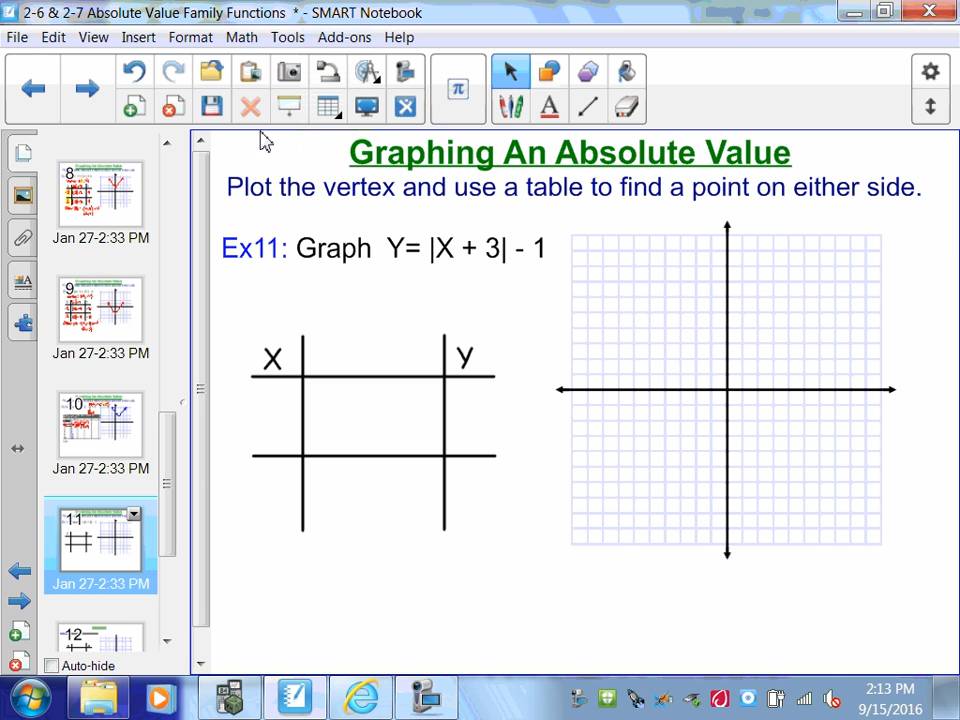 2-6 & 2-7 Absolute Value Family Functions * - SMART Notebook
File Edit View Insert Format Math Tools Add-ons Help
π
A
Graphing An Absolute Value
Plot the vertex and use a table to find a point on either side.
Ex11: Graph Y= |X + 3| - 1
X Y
8
Jan 27-2:33 PM
9
Jan 27-2:33 PM
10
Jan 27-2:33 PM
11
Jan 27-2:33 PM
12
Auto-hide
2:13 PM
9/15/2016